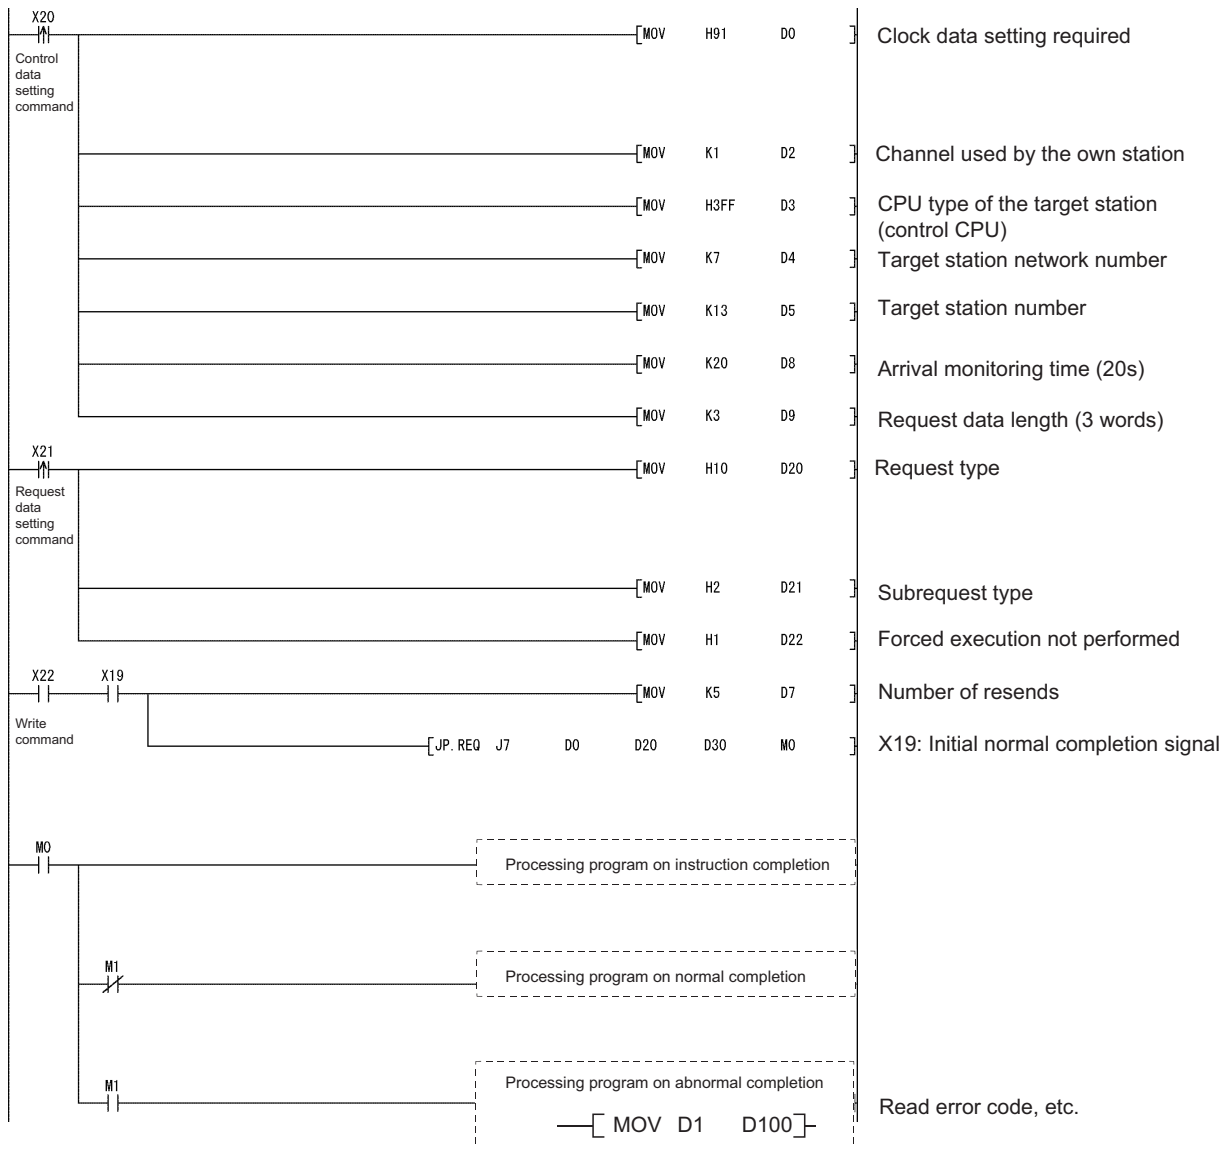 X20
MOV H91 D0
Clock data setting required
Control
data
setting
command
MOV K1 D2
Channel used by the own station
MOV H3FF D3
CPU type of the target station
(control CPU)
MOV K7 D4
Target station network number
MOV K13 D5
Target station number
MOV K20 D8
Arrival monitoring time (20s)
MOV K3 D9
Request data length (3 words)
X21
MOV H10 D20
Request type
Request
data
setting
command
MOV H2 D21
Subrequest type
MOV H1 D22
Forced execution not performed
X22 X19
MOV K5 D7
Number of resends
Write
command
JP.REQ J7 D0 D20 D30 M0
X19: Initial normal completion signal
M0
Processing program on instruction completion
M1
Processing program on normal completion
M1
Processing program on abnormal completion
MOV D1 D100
Read error code, etc.